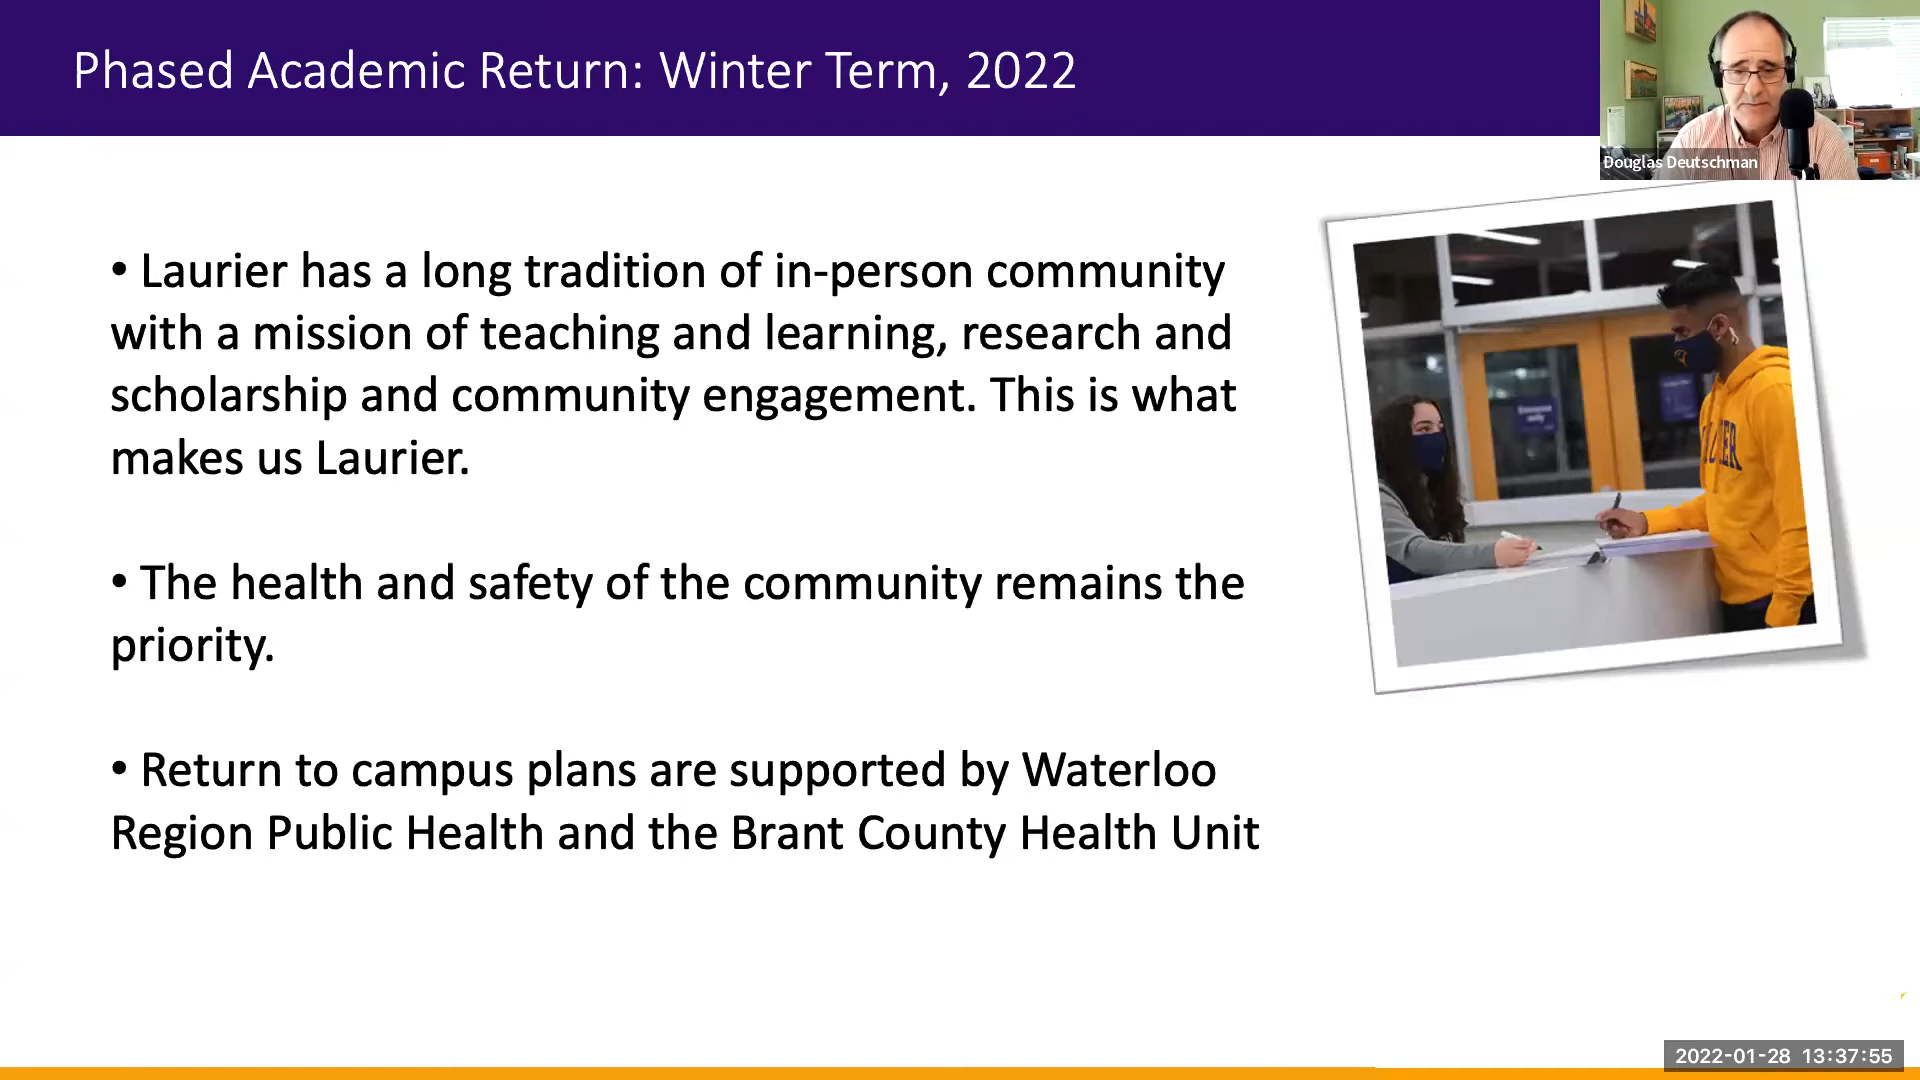 Phased Academic Return: Winter Term, 2022
Douglas Deutschman
• Laurier has a long tradition of in-person community
with a mission of teaching and learning, research and
scholarship and community engagement. This is what
makes us Laurier.
• The health and safety of the community remains the
priority.
• Return to campus plans are supported by Waterloo
Region Public Health and the Brant County Health Unit
2022-01-28 13:37:55